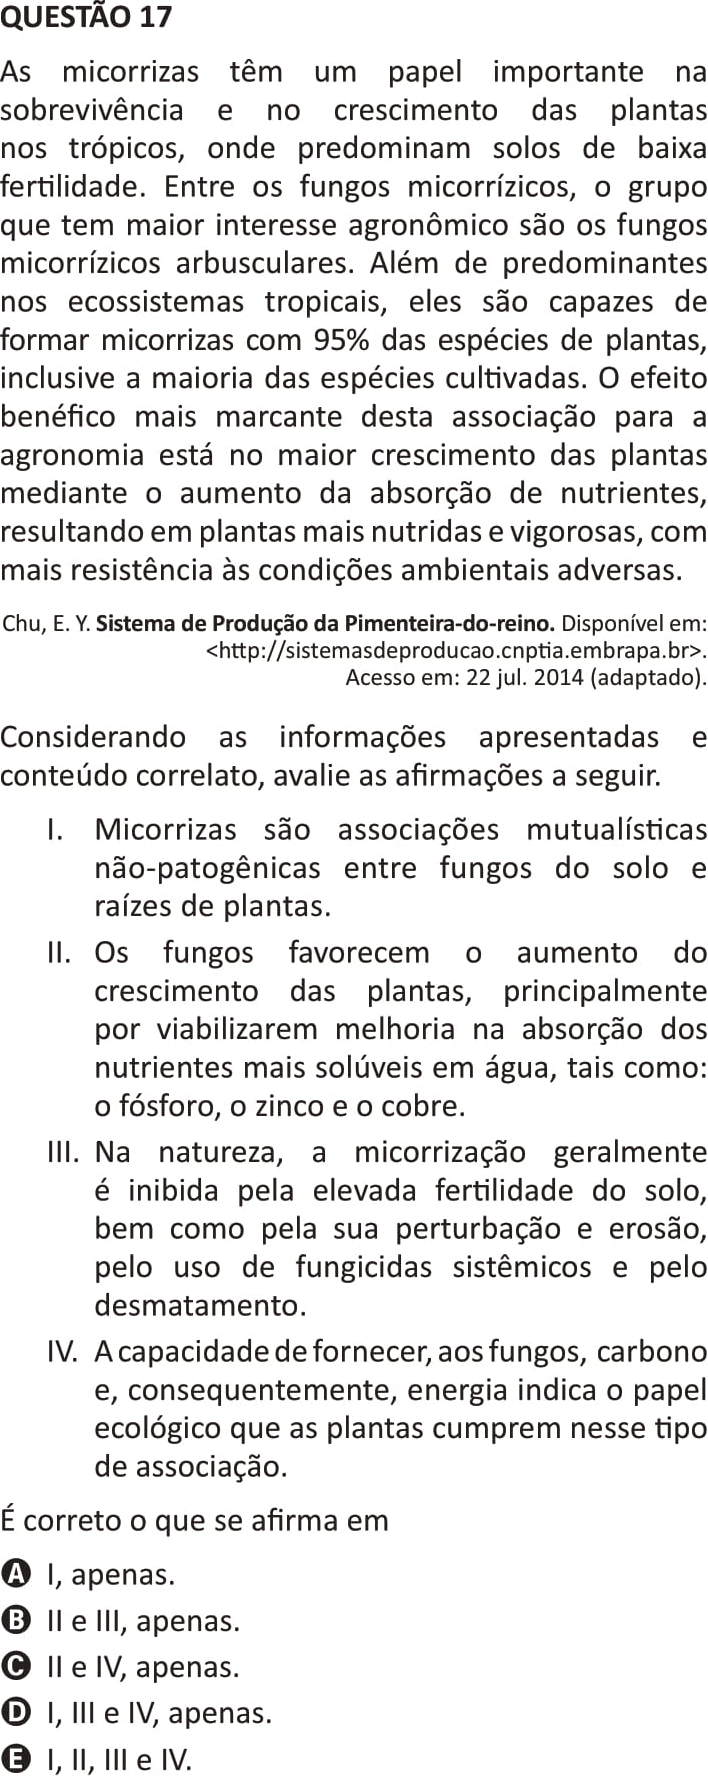 QUESTÃO 17
As micorrizas têm um papel importante na
sobrevivência e no crescimento das plantas
nos trópicos, onde predominam solos de baixa
fertilidade. Entre os fungos micorrízicos, o grupo
que tem maior interesse agronômico são os fungos
micorrízicos arbusculares. Além de predominantes
nos ecossistemas tropicais, eles são capazes de
formar micorrizas com 95% das espécies de plantas,
inclusive a maioria das espécies cultivadas. O efeito
benéfico mais marcante desta associação para a
agronomia está no maior crescimento das plantas
mediante o aumento da absorção de nutrientes,
resultando em plantas mais nutridas e vigorosas, com
mais resistência às condições ambientais adversas.
Chu, E. Y. Sistema de Produção da Pimenteira-do-reino. Disponível em:
<http://sistemasdeproducao.cnptia.embrapa.br>.
Acesso em: 22 jul. 2014 (adaptado).
Considerando as informações apresentadas e
conteúdo correlato, avalie as afirmações a seguir.
I. Micorrizas são associações mutualísticas
não-patogênicas entre fungos do solo e
raízes de plantas.
II. Os fungos favorecem o aumento do
crescimento das plantas, principalmente
por viabilizarem melhoria na absorção dos
nutrientes mais solúveis em água, tais como:
o fósforo, o zinco e o cobre.
III. Na natureza, a micorrização geralmente
é inibida pela elevada fertilidade do solo,
bem como pela sua perturbação e erosão,
pelo uso de fungicidas sistêmicos e pelo
desmatamento.
IV. A capacidade de fornecer, aos fungos, carbono
e, consequentemente, energia indica o papel
ecológico que as plantas cumprem nesse tipo
de associação.
É correto o que se afirma em
A I, apenas.
B II e III, apenas.
C II e IV, apenas.
D I, III e IV, apenas.
E I, II, III e IV.